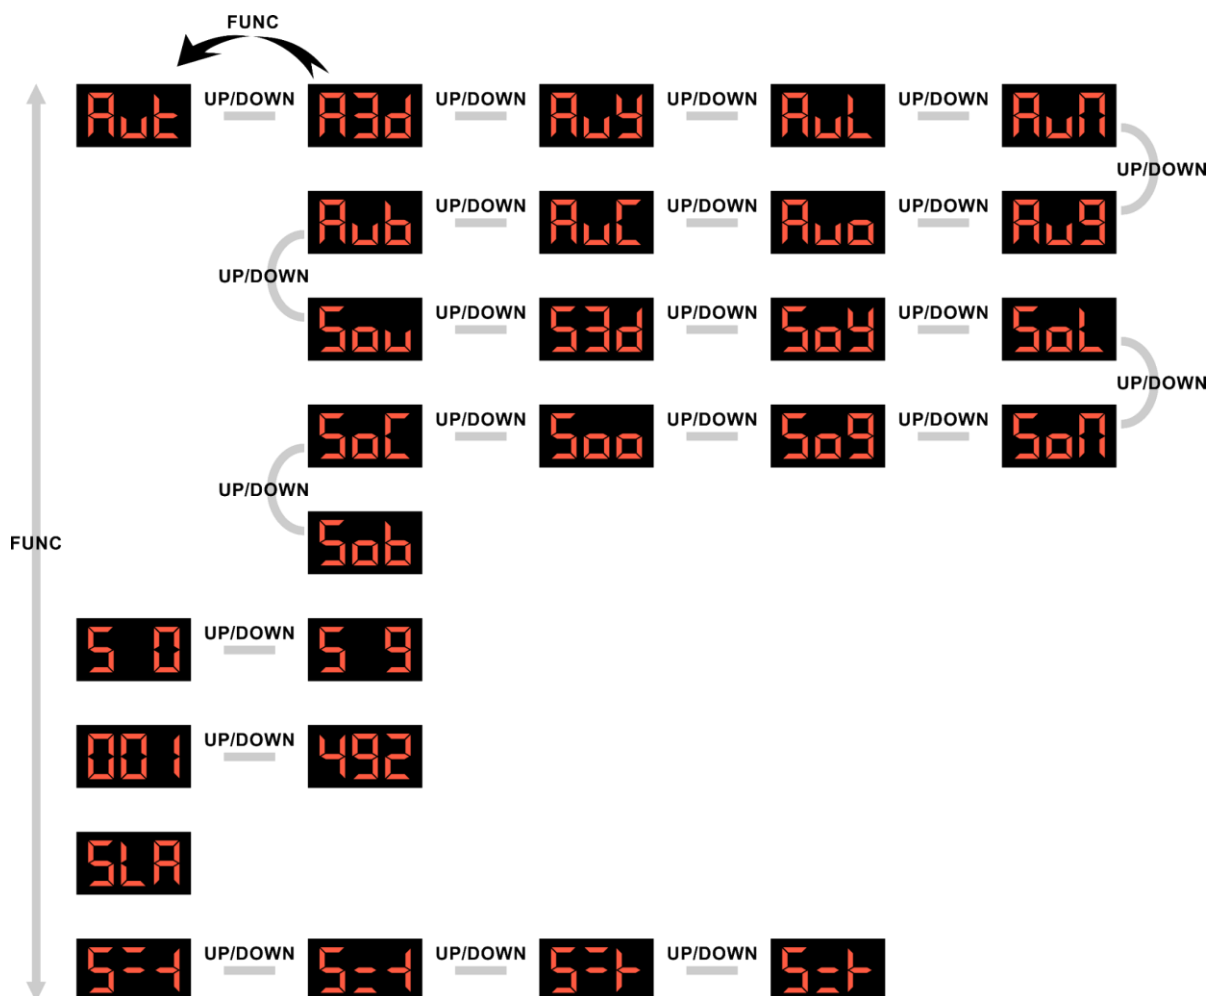 FUNC
Aut UP/DOWN A3d UP/DOWN Auy UP/DOWN AuL UP/DOWN Aun
UP/DOWN
Aub UP/DOWN AuC UP/DOWN Auo UP/DOWN Aug
UP/DOWN
Sou UP/DOWN S3d UP/DOWN Soy UP/DOWN SoL
UP/DOWN
SoC UP/DOWN Soo UP/DOWN Sog UP/DOWN Son
UP/DOWN
Sob
FUNC
S 0 UP/DOWN S 9
001 UP/DOWN 492
SLA
UP/DOWN UP/DOWN UP/DOWN